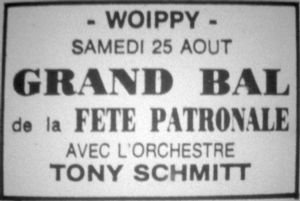 - WOIPPY -
SAMEDI 25 AOUT
GRAND BAL
de la FETE PATRONALE
AVEC L'ORCHESTRE
TONY SCHMITT